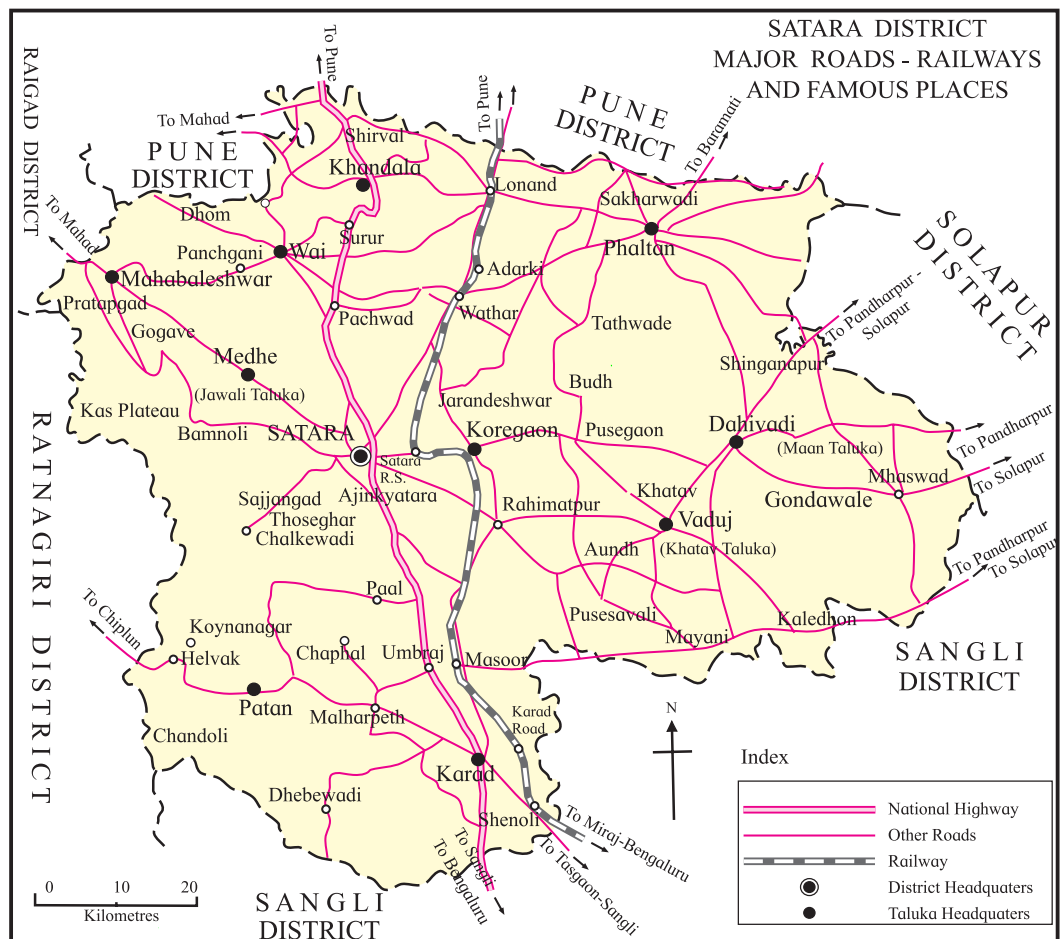 SATARA DISTRICT
MAJOR ROADS - RAILWAYS
AND FAMOUS PLACES
To Pune
To Pune
RAIGAD DISTRICT
To Mahad
Shirval
PUNE
DISTRICT
PUNE
DISTRICT
To Baramati
Khandala
Lonand
Sakharwadi
Dhom
To Mahad
Surur
Phaltan
SOLAPUR
DISTRICT
Panchgani
Wai
Adarki
Mahabaleshwar
Pratapgad
Pachwad
Wathar
To Pandharpur -
Solapur
Gogave
Tathwade
Medhe
(Jawali Taluka)
Shinganapur
Budh
Kas Plateau
Jarandeshwar
Bamnoli
SATARA
Koregaon
Pusegaon
Dahivadi
(Maan Taluka)
To Pandharpur
Satara
R.S.
Mhaswad
To Solapur
Sajjangad
Ajinkyatara
Khatav
Gondawale
Rahimatpur
Thoseghar
Chalkewadi
Vaduj
(Khatav Taluka)
Aundh
To Pandharpur
To Solapur
RATNAGIRI DISTRICT
Paal
Pusesavali
Kaledhon
To Chiplun
Koynanagar
Mayani
Chaphal
Umbraj
Masoor
Helvak
SANGLI
DISTRICT
Patan
Malharpeth
Karad
Road
N
Chandoli
Karad
Index
Dhebewadi
Shenoli
National Highway
Other Roads
To Miraj-Bengaluru
Railway
To Sangli
To Bengaluru
To Tasgaon-Sangli
District Headquaters
0 10 20
Kilometres
SANGLI
DISTRICT
Taluka Headquaters